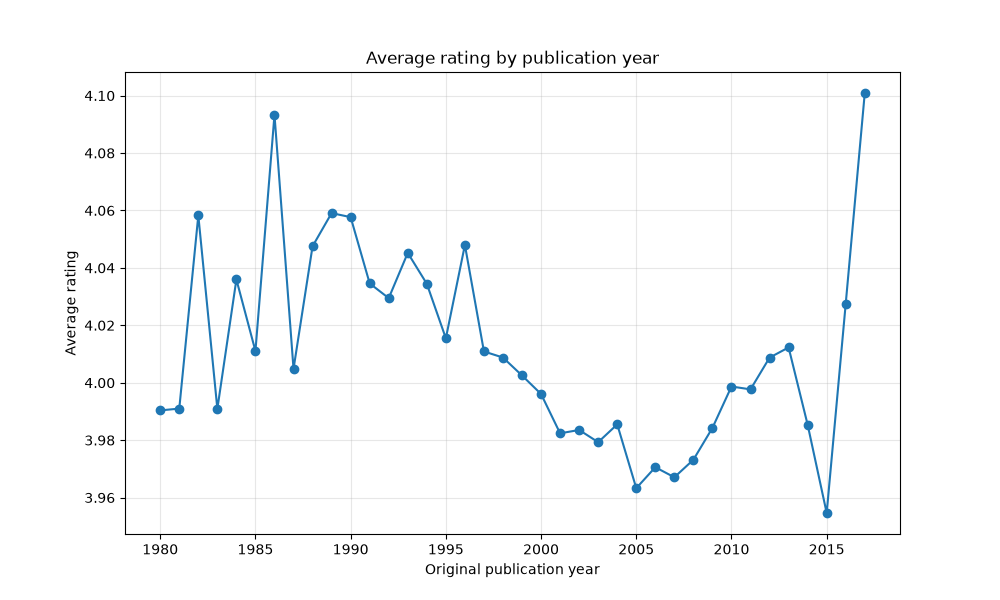 Average rating by publication year
4.10
4.08
4.06
4.04
4.02
4.00
3.98
3.96
Average rating
1980 1985 1990 1995 2000 2005 2010 2015
Original publication year